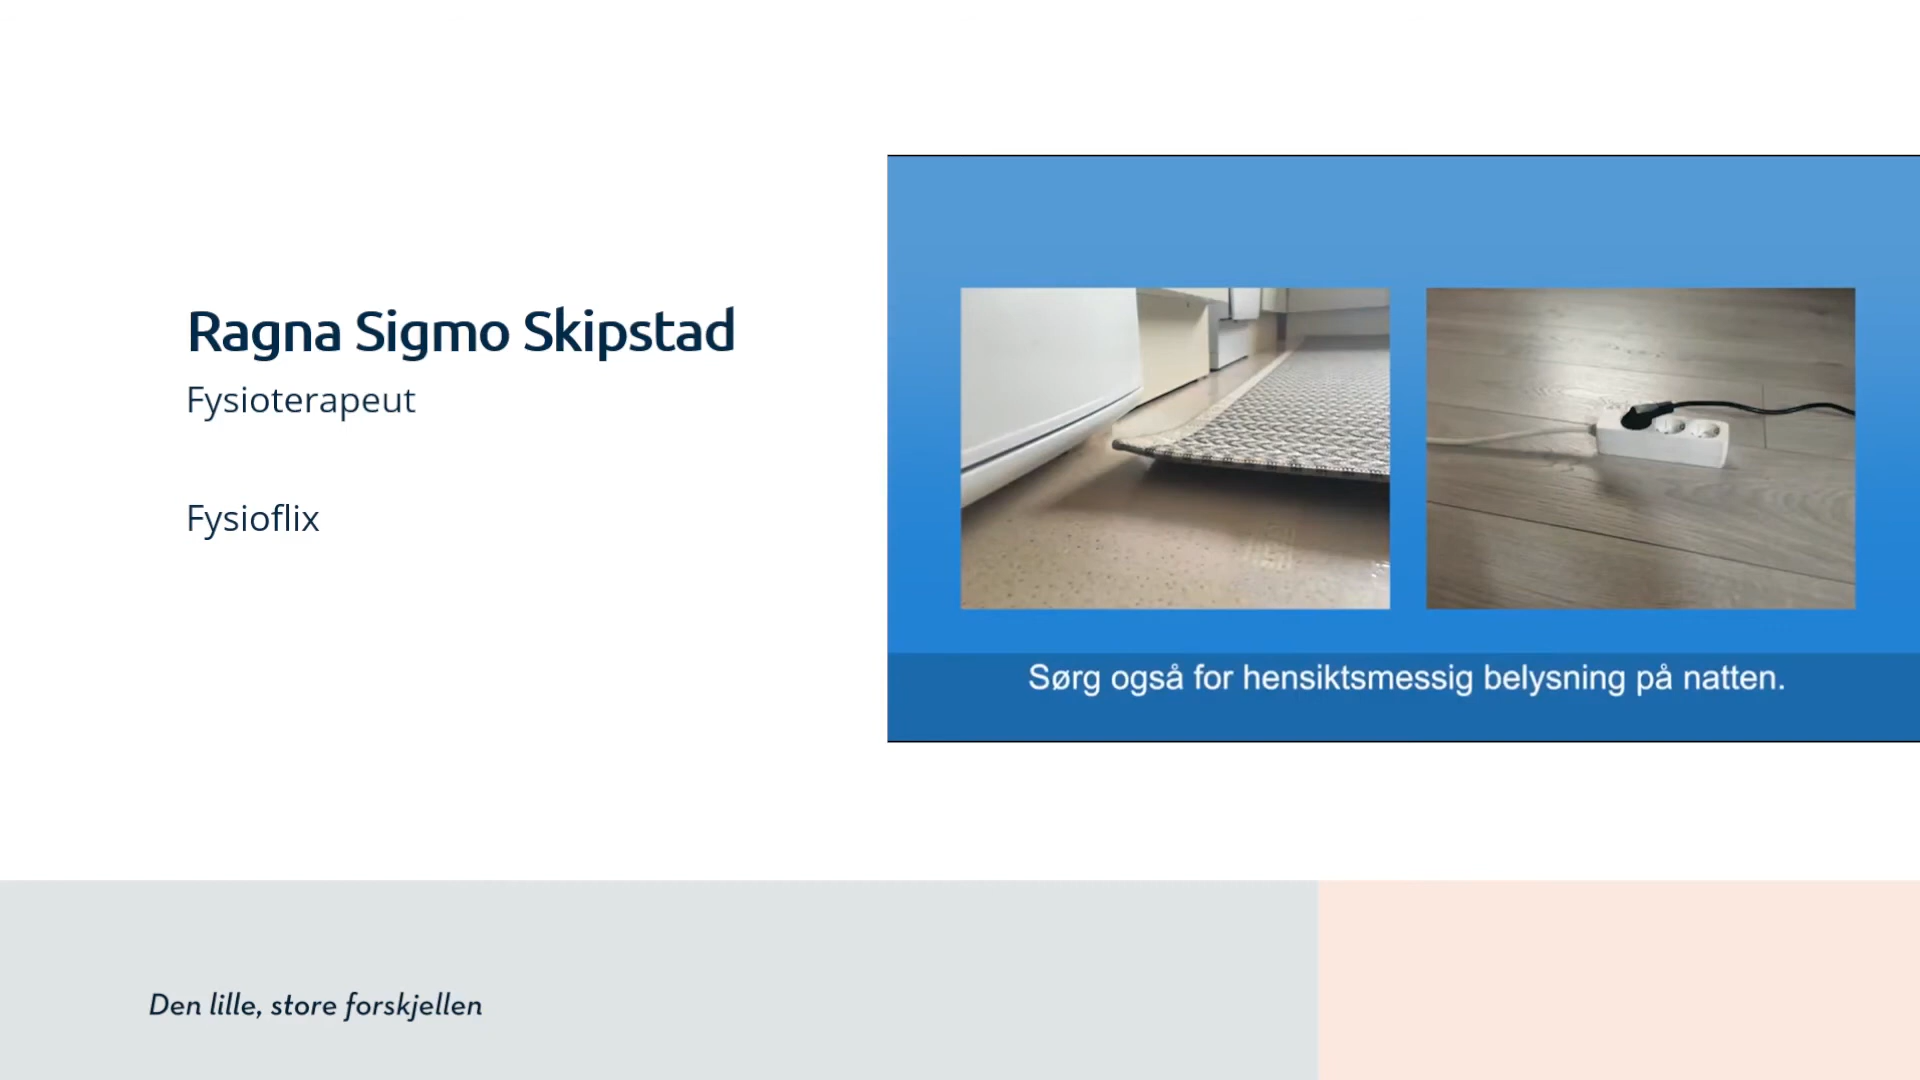 Ragna Sigmo Skipstad
Fysioterapeut
Fysioflix
Sørg også for hensiktsmessig belysning på natten.
Den lille, store forskjellen